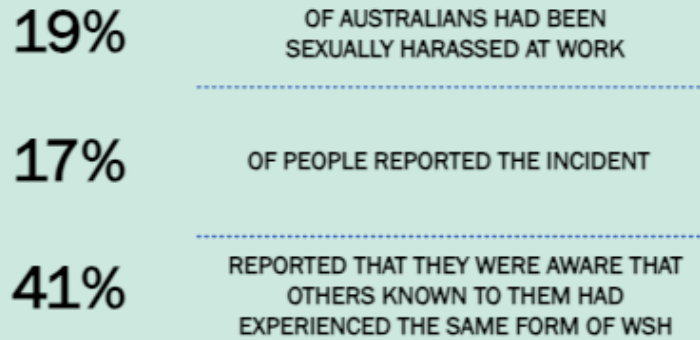 19%
OF AUSTRALIANS HAD BEEN
SEXUALLY HARASSED AT WORK
17%
OF PEOPLE REPORTED THE INCIDENT
41%
REPORTED THAT THEY WERE AWARE THAT
OTHERS KNOWN TO THEM HAD
EXPERIENCED THE SAME FORM OF WSH